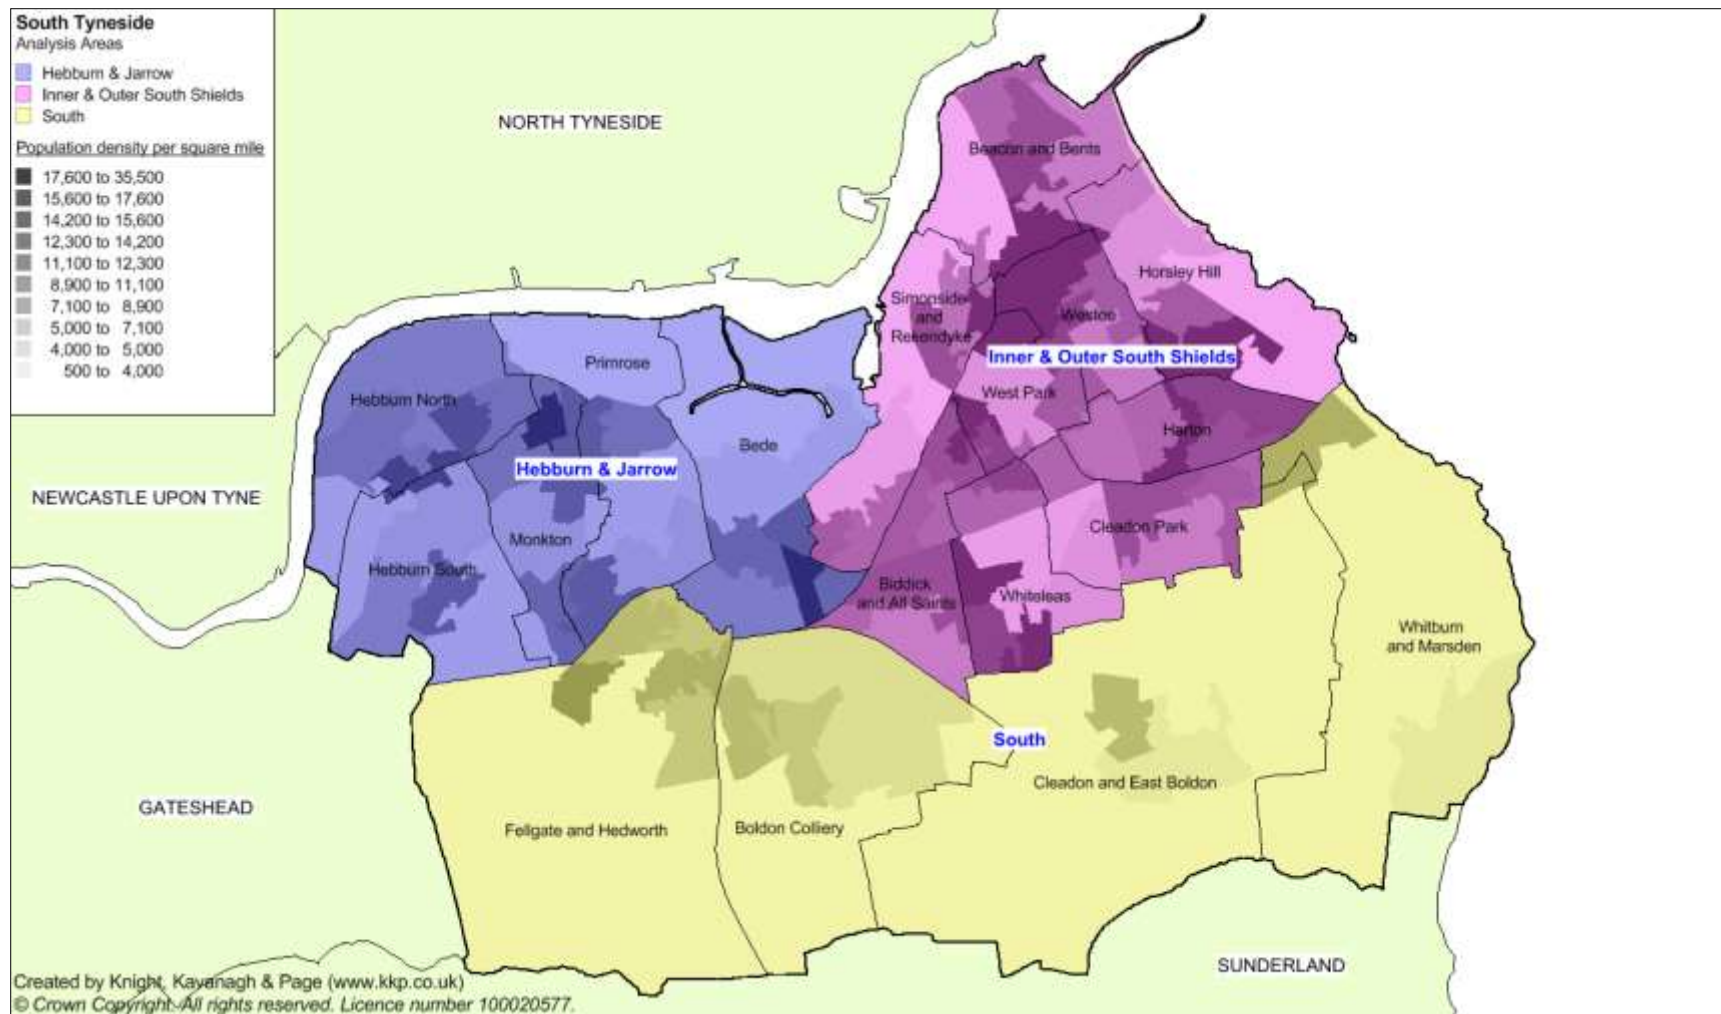 South Tyneside
Analysis Areas
Hebburn & Jarrow
Inner & Outer South Shields
South
Population density per square mile
17,600 to 35,500
15,600 to 17,600
14,200 to 15,600
12,300 to 14,200
11,100 to 12,300
8,900 to 11,100
7,100 to 8,900
5,000 to 7,100
4,000 to 5,000
500 to 4,000
NORTH TYNESIDE
Beacon and Bents
Horsley Hill
Simonside
and
Rekendyke
Westoe
Inner & Outer South Shields
Primrose
West Park
Hebburn North
Harton
Bede
Hebburn & Jarrow
NEWCASTLE UPON TYNE
Cleadon Park
Monkton
Hebburn South
Biddick
and All Saints
Whiteleas
Whitburn
and Marsden
South
Cleadon and East Boldon
GATESHEAD
Fellgate and Hedworth
Boldon Colliery
SUNDERLAND
Created by Knight, Kavanagh & Page (www.kkp.co.uk)
© Crown Copyright. All rights reserved. Licence number 100020577.